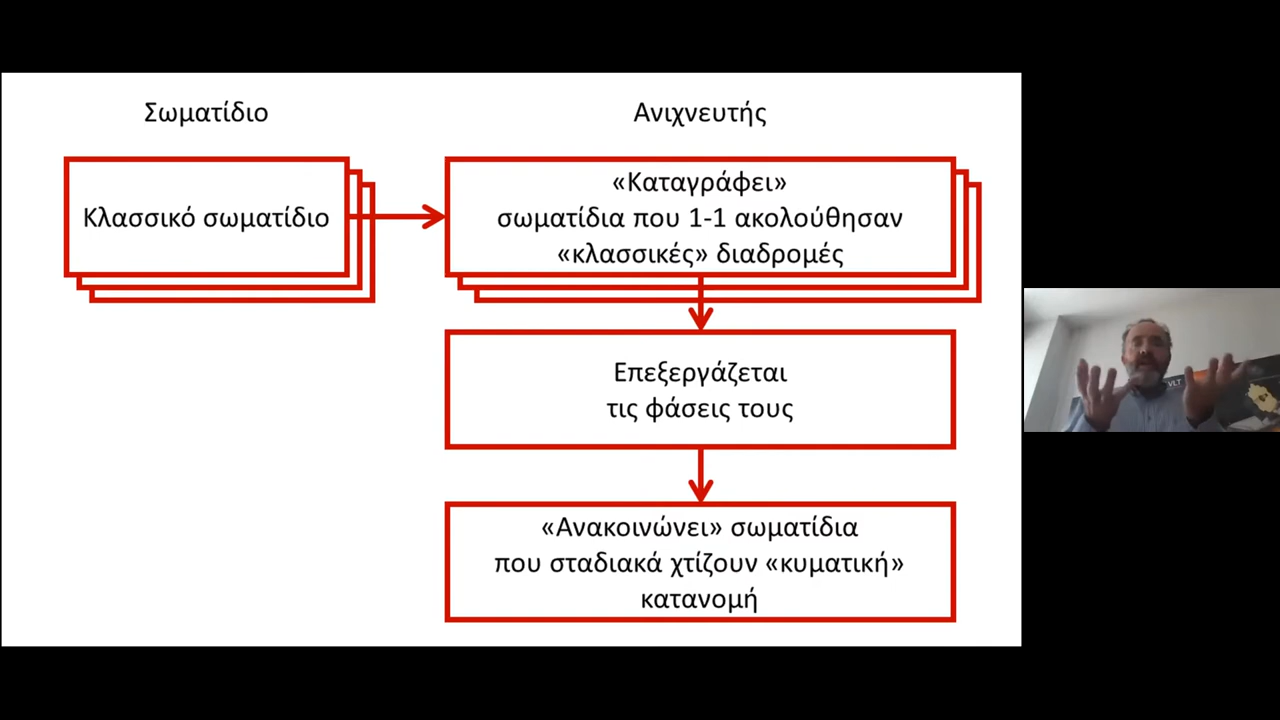 Σωματίδιο
Ανιχνευτής
Κλασσικό σωματίδιο
«Καταγράφει»
σωματίδια που 1-1 ακολούθησαν
«κλασσικές» διαδρομές
Επεξεργάζεται
τις φάσεις τους
«Ανακοινώνει» σωματίδια
που σταδιακά χτίζουν «κυματική»
κατανομή
VLT